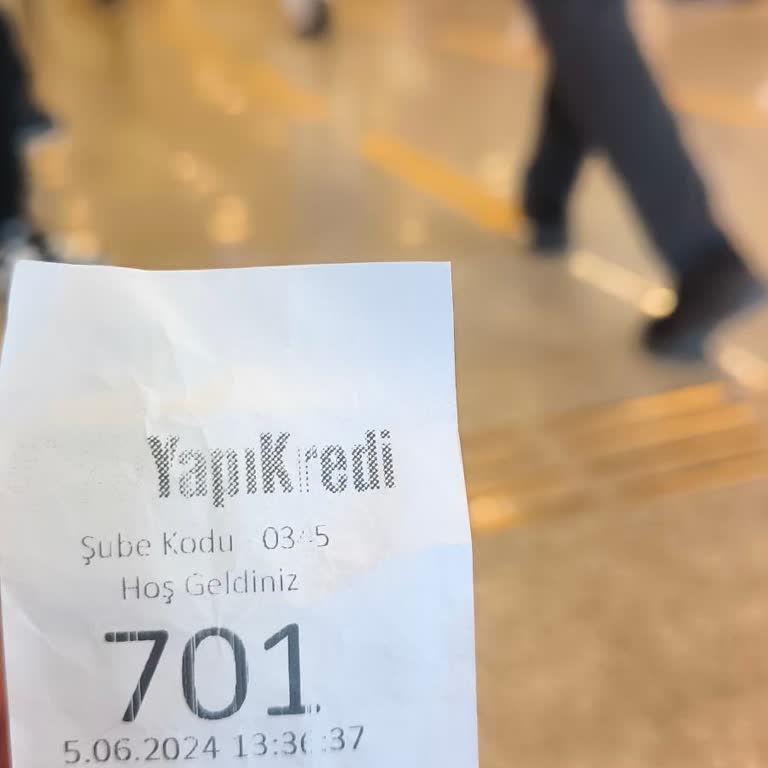 YapıKredi
Şube Kodu
Hoş Geldiniz
701
5.06.2024